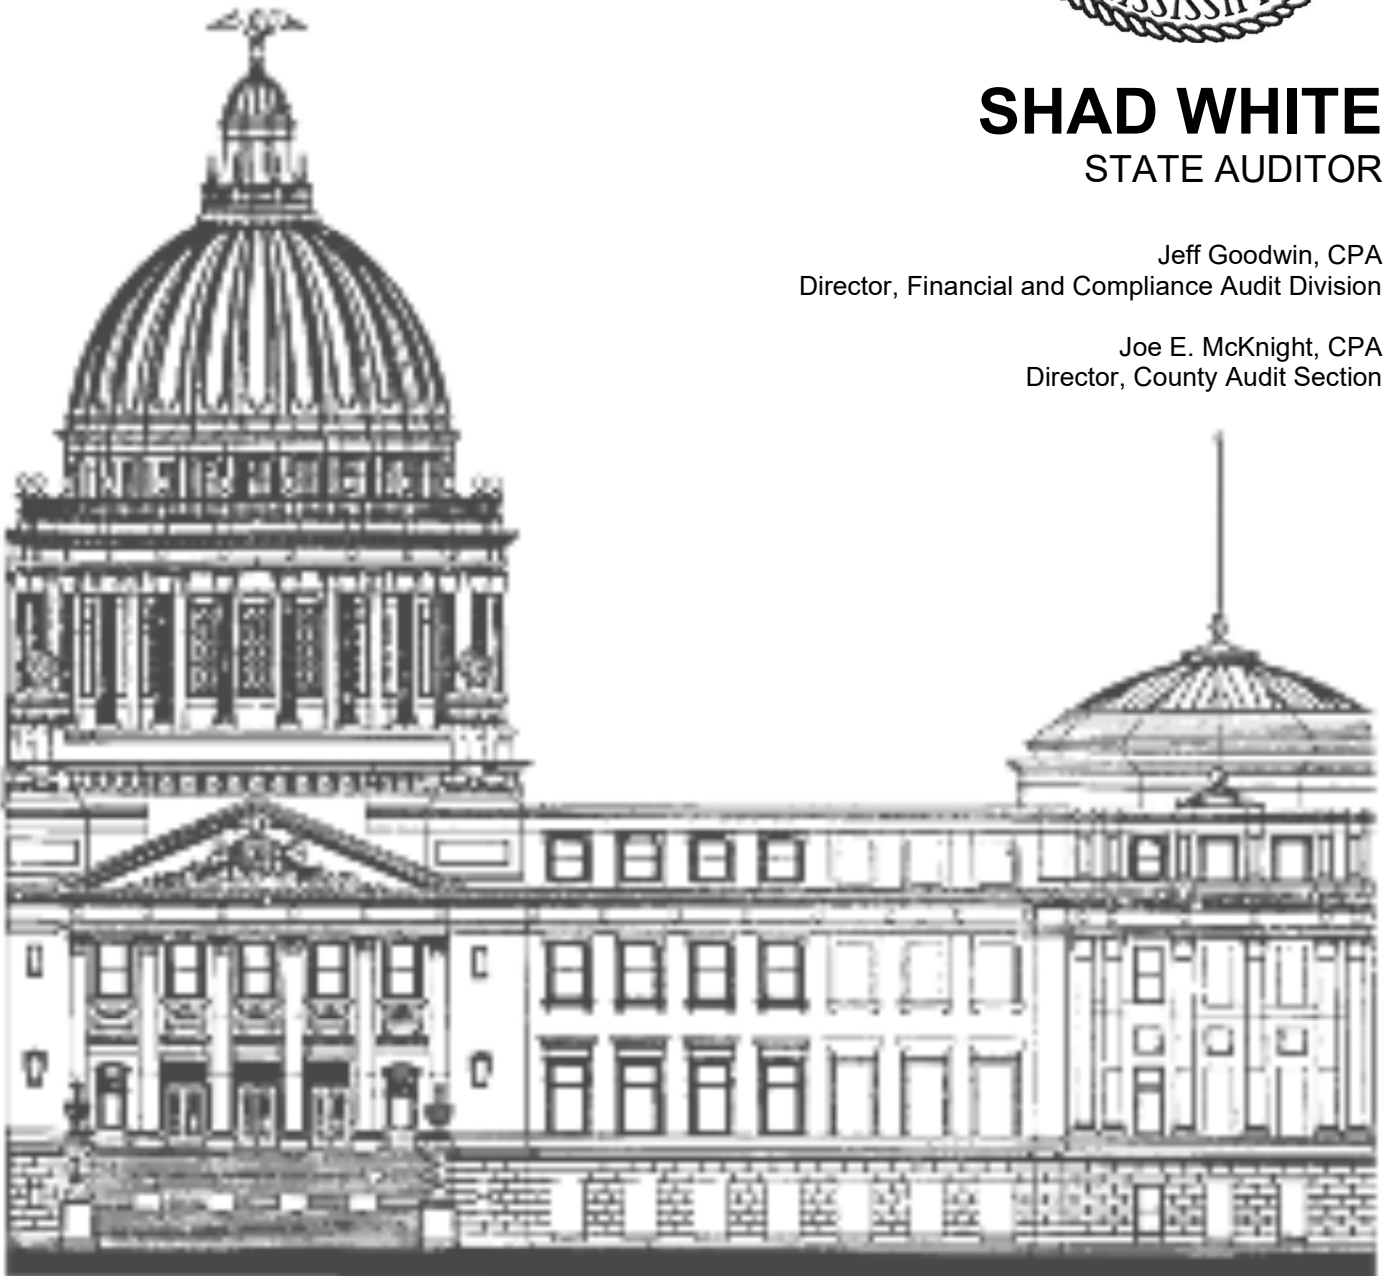 SHAD WHITE
STATE AUDITOR
Jeff Goodwin, CPA
Director, Financial and Compliance Audit Division
Joe E. McKnight, CPA
Director, County Audit Section